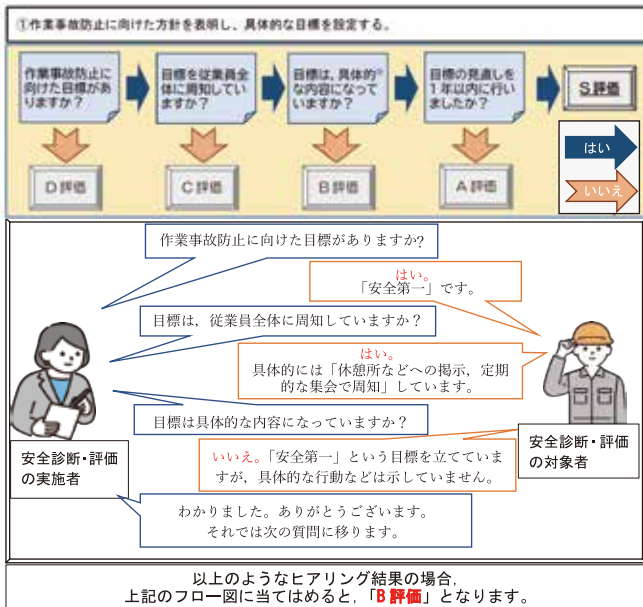 ①作業事故防止に向けた方針を表明し、具体的な目標を設定する。
作業事故防止に
向けた目標があ
りますか？
目標を従業員全
体に周知してい
ますか？
目標は、具体的※
な内容になって
いますか？
目標の見直しを
1年以内に行い
ましたか？
S評価
D評価
C評価
B評価
A評価
はい
いいえ
作業事故防止に向けた目標がありますか?
はい。
「安全第一」です。
目標は，従業員全体に周知していますか？
はい。
具体的には「休憩所などへの掲示，定期
的な集会で周知」しています。
目標は具体的な内容になっていますか？
いいえ。「安全第一」という目標を立てていま
すが，具体的な行動などは示していません。
安全診断・評価
の実施者
安全診断・評価
の対象者
わかりました。ありがとうございます。
それでは次の質問に移ります。
以上のようなヒアリング結果の場合，
上記のフロー図に当てはめると，「B 評価」となります。